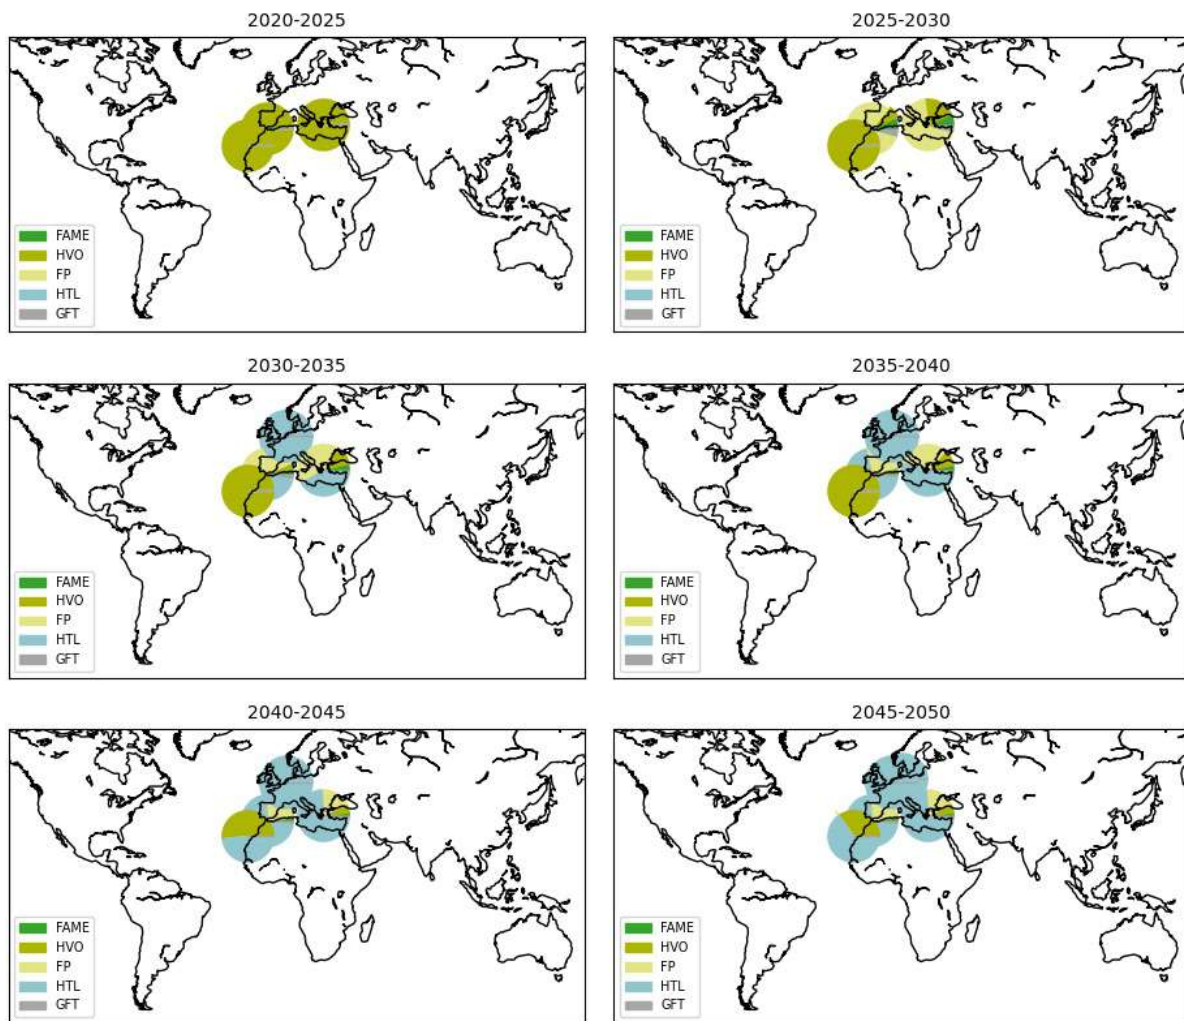 2020-2025
2025-2030
FAME
HVO
FP
HTL
GFT
FAME
HVO
FP
HTL
GFT
2030-2035
2035-2040
FAME
HVO
FP
HTL
GFT
FAME
HVO
FP
HTL
GFT
2040-2045
2045-2050
FAME
HVO
FP
HTL
GFT
FAME
HVO
FP
HTL
GFT